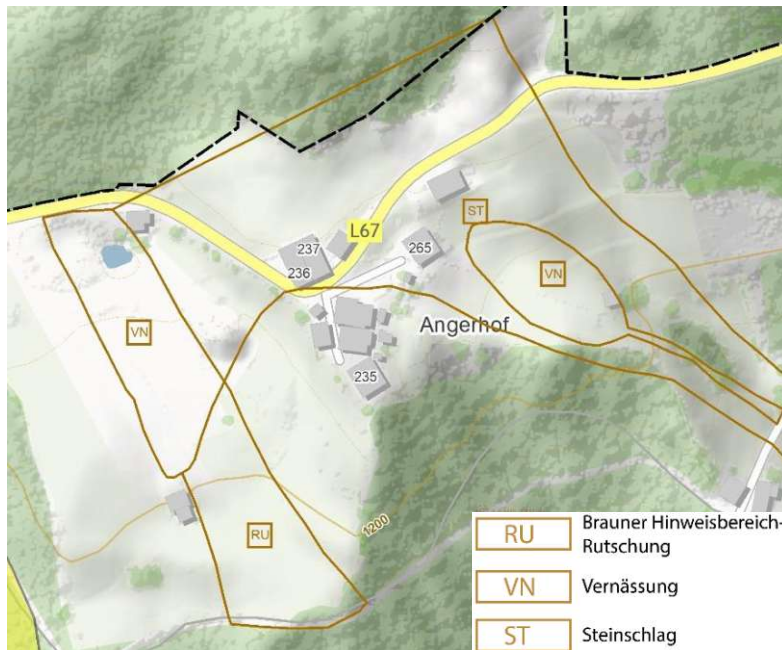 ST
L67
237
236
265
VN
VN
Angerhof
235
RU
1200
RU Brauner Hinweisbereich-
Rutschung
VN Vernässung
ST Steinschlag